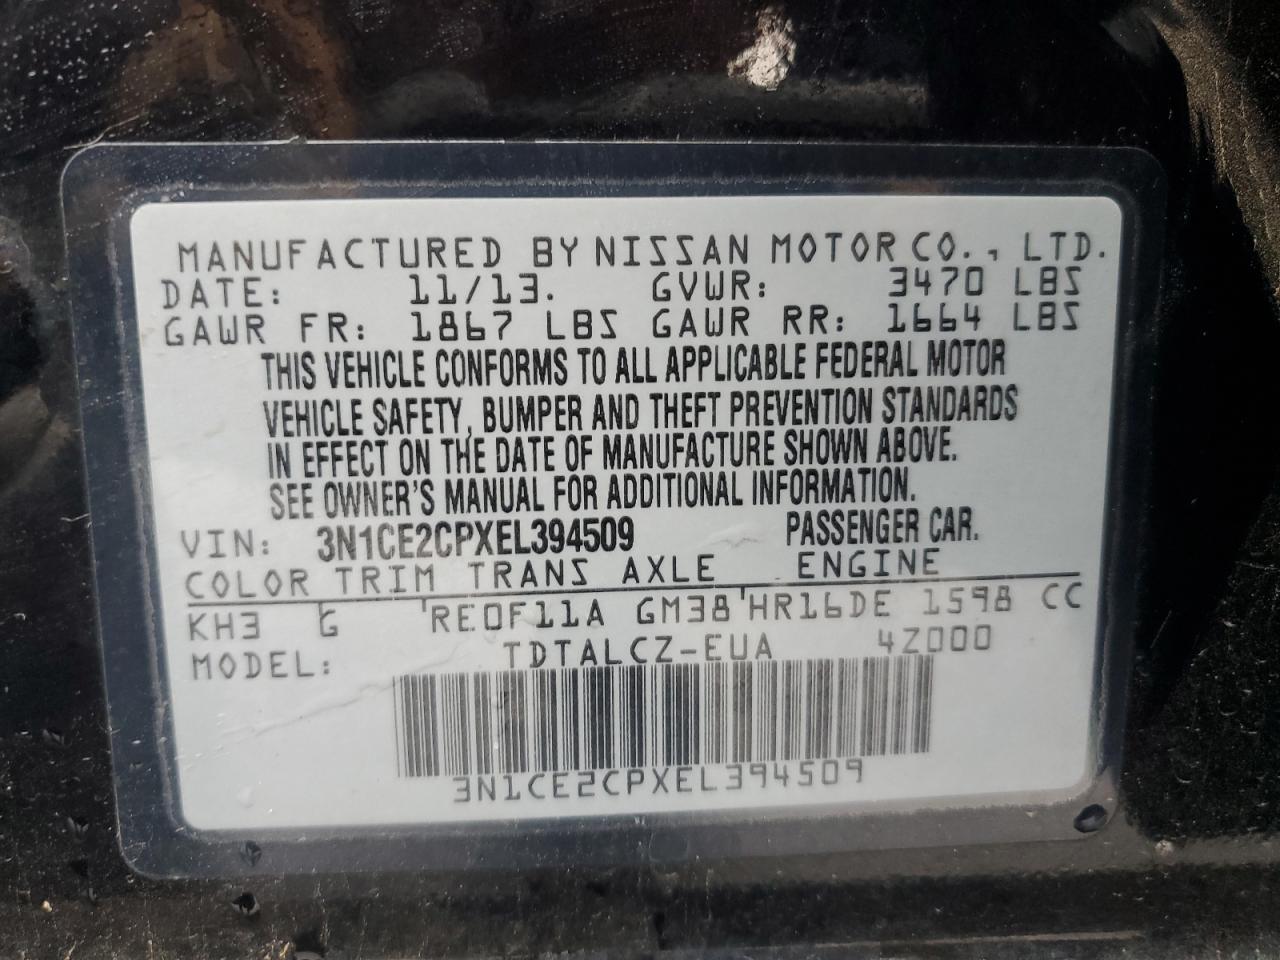 MANUFACTURED BY NISSAN MOTOR CO., LTD.
DATE: 11/13. GVWR: 3470 LBS
GAWR FR: 1867 LBS GAWR RR: 1664 LBS
THIS VEHICLE CONFORMS TO ALL APPLICABLE FEDERAL MOTOR
VEHICLE SAFETY, BUMPER AND THEFT PREVENTION STANDARDS
IN EFFECT ON THE DATE OF MANUFACTURE SHOWN ABOVE.
SEE OWNER'S MANUAL FOR ADDITIONAL INFORMATION.
VIN: 3N1CE2CPXEL394509 PASSENGER CAR.
COLOR TRIM TRANS AXLE ENGINE
KH3 G RE0F11A GM38 HR16DE 1598 CC
MODEL: TDTALCZ-EUA 4Z000
3N1CE2CPXEL394509